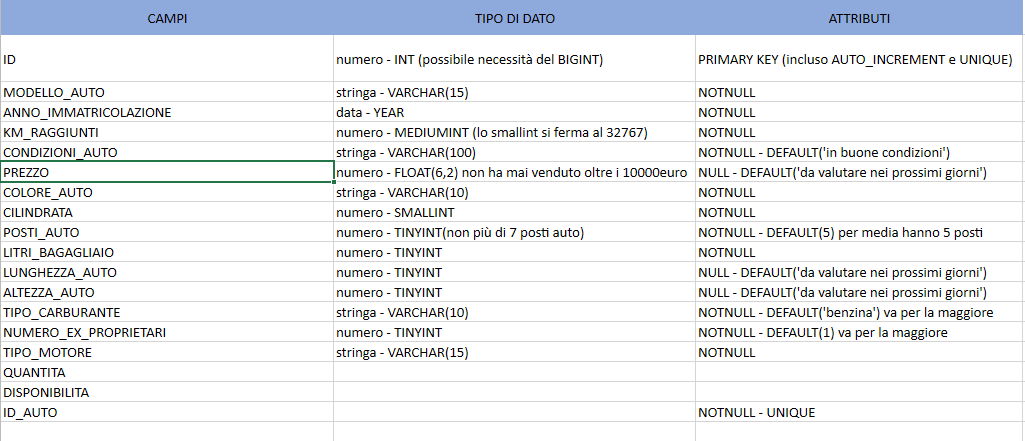 CAMPI TIPO DI DATO ATTRIBUTI
ID numero - INT (possibile necessità del BIGINT) PRIMARY KEY (incluso AUTO_INCREMENT e UNIQUE)
MODELLO_AUTO stringa - VARCHAR(15) NOTNULL
ANNO_IMMATRICOLAZIONE data - YEAR NOTNULL
KM_RAGGIUNTI numero - MEDIUMINT (lo smallint si ferma al 32767) NOTNULL
CONDIZIONI_AUTO stringa - VARCHAR(100) NOTNULL - DEFAULT('in buone condizioni')
PREZZO numero - FLOAT(6,2) non ha mai venduto oltre i 10000euro NULL - DEFAULT('da valutare nei prossimi giorni')
COLORE_AUTO stringa - VARCHAR(10) NOTNULL
CILINDRATA numero - SMALLINT NOTNULL
POSTI_AUTO numero - TINYINT(non più di 7 posti auto) NOTNULL - DEFAULT(5) per media hanno 5 posti
LITRI_BAGAGLIAIO numero - TINYINT NOTNULL
LUNGHEZZA_AUTO numero - TINYINT NULL - DEFAULT('da valutare nei prossimi giorni')
ALTEZZA_AUTO numero - TINYINT NULL - DEFAULT('da valutare nei prossimi giorni')
TIPO_CARBURANTE stringa - VARCHAR(10) NOTNULL - DEFAULT('benzina') va per la maggiore
NUMERO_EX_PROPRIETARI numero - TINYINT NOTNULL - DEFAULT(1) va per la maggiore
TIPO_MOTORE stringa - VARCHAR(15) NOTNULL
QUANTITA
DISPONIBILITA
ID_AUTO NOTNULL - UNIQUE